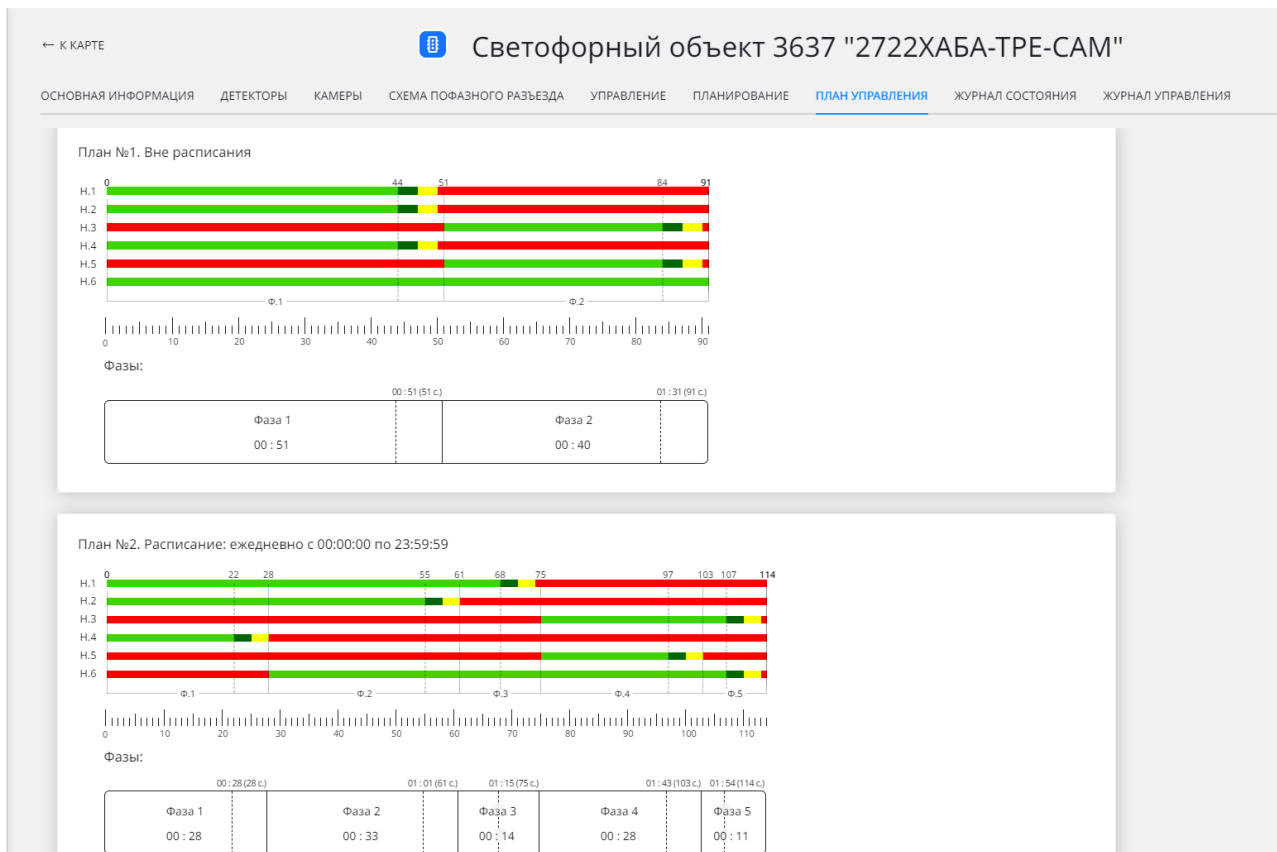 ← К КАРТЕ
Светофорный объект 3637 "2722ХАБА-ТРЕ-САМ"
ОСНОВНАЯ ИНФОРМАЦИЯ ДЕТЕКТОРЫ КАМЕРЫ СХЕМА ПОФАЗНОГО РАЗЪЕЗДА УПРАВЛЕНИЕ ПЛАНИРОВАНИЕ ПЛАН УПРАВЛЕНИЯ ЖУРНАЛ СОСТОЯНИЯ ЖУРНАЛ УПРАВЛЕНИЯ
План №1. Вне расписания
0 44 51 84 91
Н.1
Н.2
Н.3
Н.4
Н.5
Н.6
Ф.1 Ф.2
0 10 20 30 40 50 60 70 80 90
Фазы:
00 : 51 (51 с.) 01 : 31 (91 с.)
Фаза 1 Фаза 2
00 : 51 00 : 40
План №2. Расписание: ежедневно с 00:00:00 по 23:59:59
0 22 28 55 61 68 75 97 103 107 114
Н.1
Н.2
Н.3
Н.4
Н.5
Н.6
Ф.1 Ф.2 Ф.3 Ф.4 Ф.5
0 10 20 30 40 50 60 70 80 90 100 110
Фазы:
00 : 28 (28 с.) 01 : 01 (61 с.) 01 : 15 (75 с.) 01 : 43 (103 с.) 01 : 54 (114 с.)
Фаза 1 Фаза 2 Фаза 3 Фаза 4 Фаза 5
00 : 28 00 : 33 00 : 14 00 : 28 00 : 11